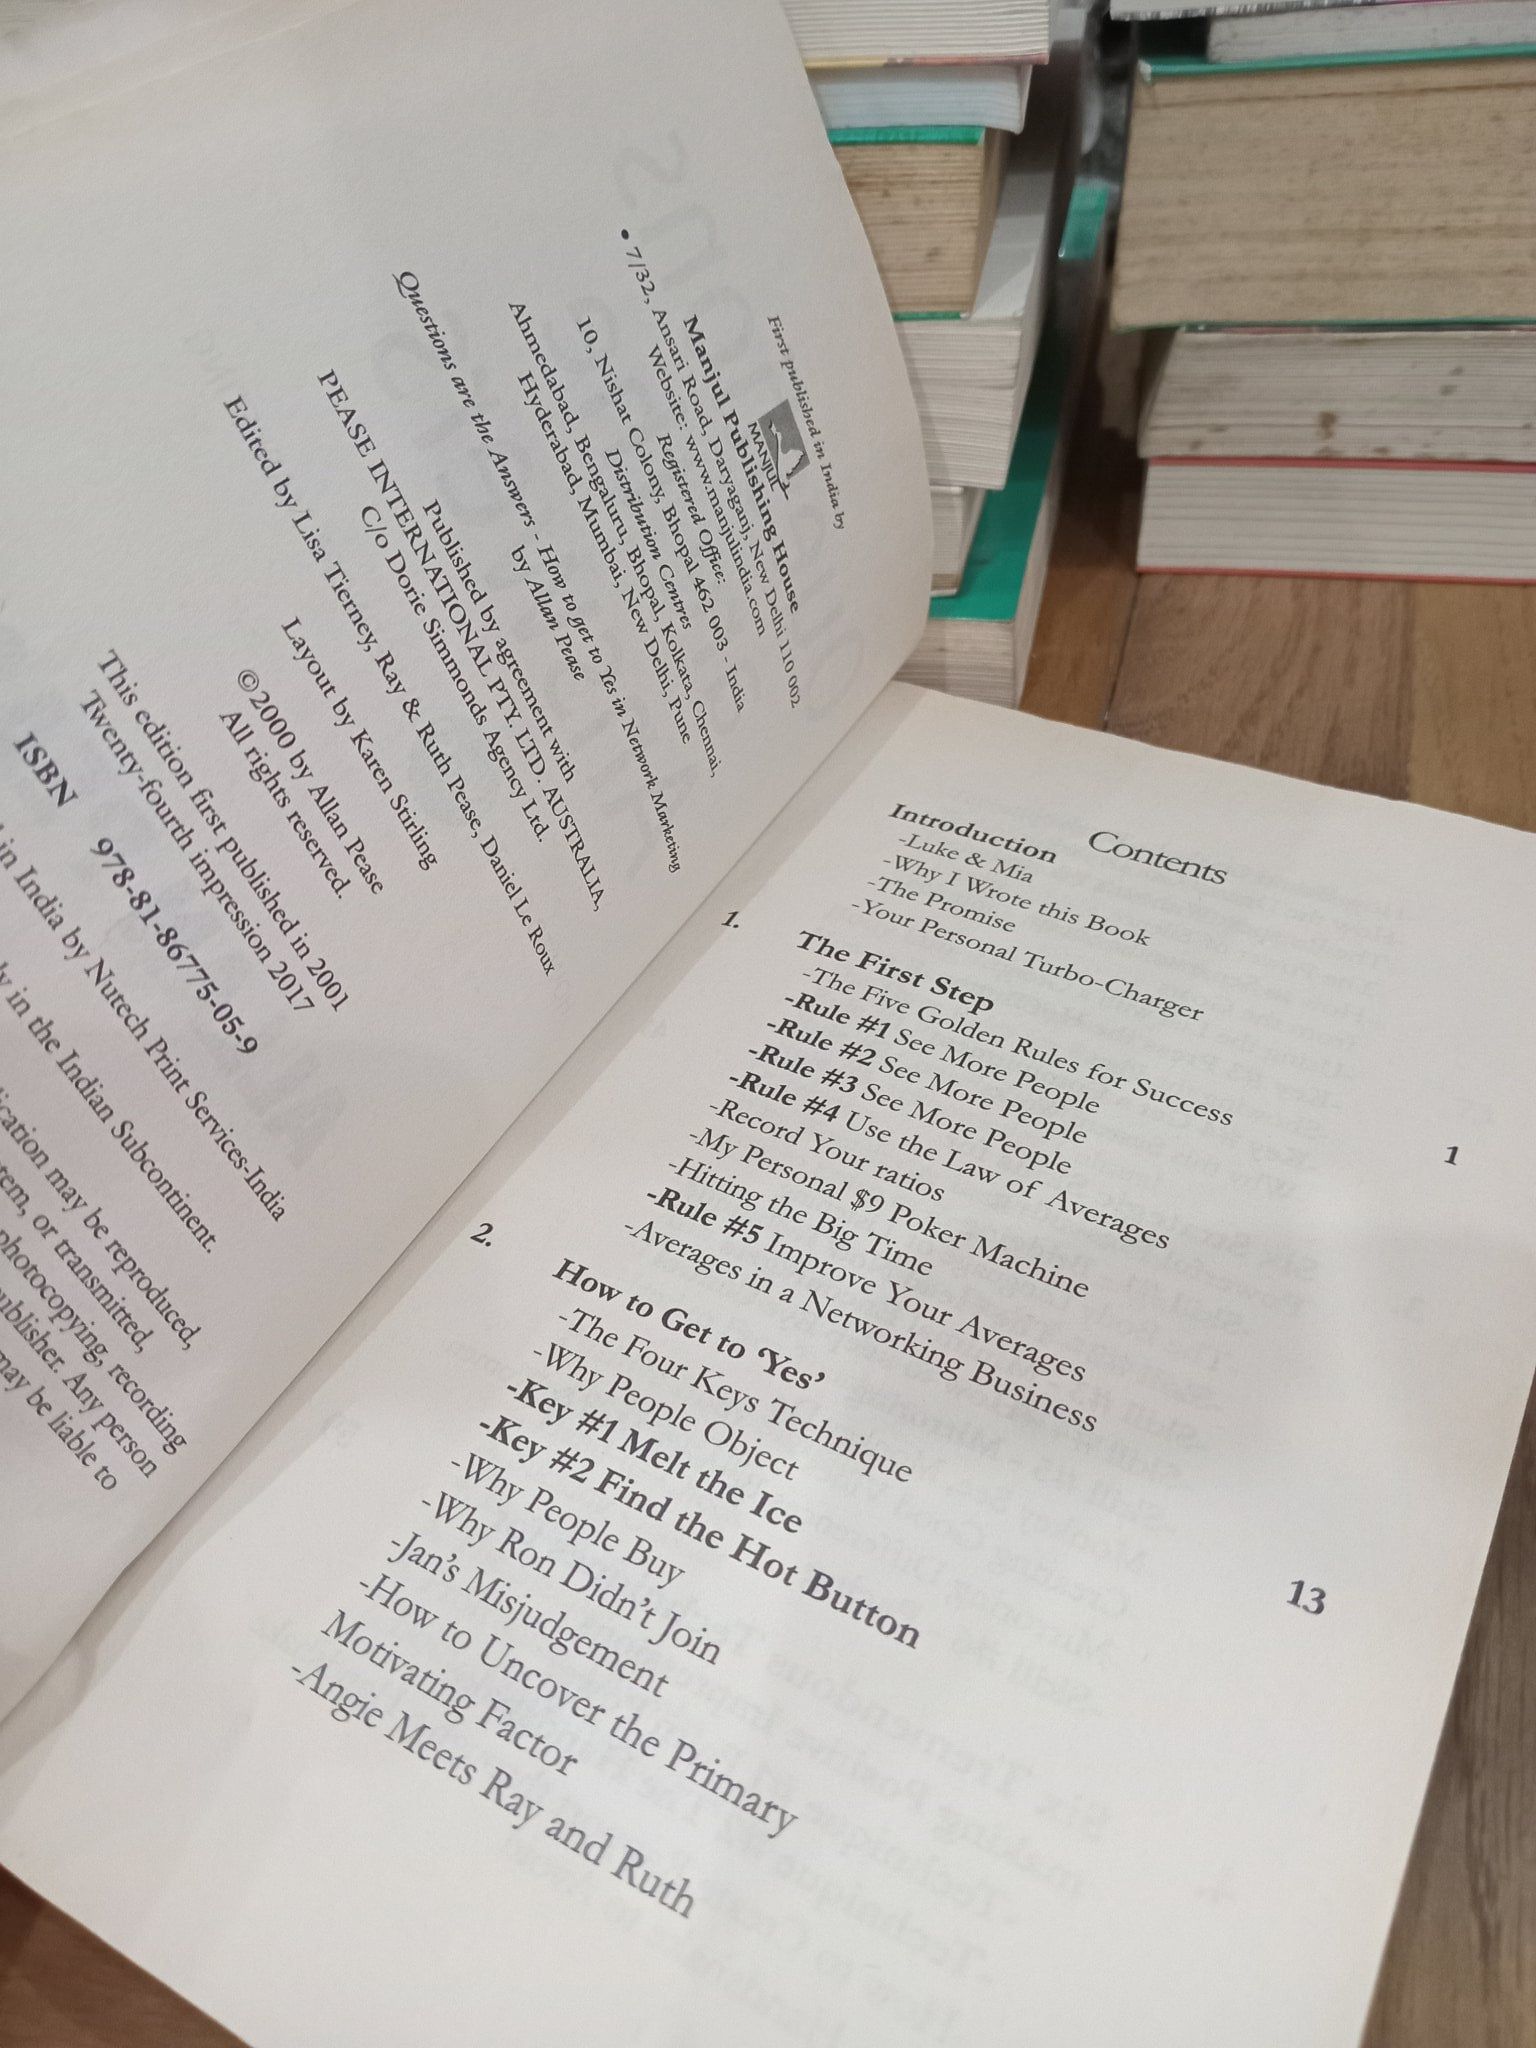 First published in India by
MANJUL
Manjul Publishing House
• 7/32, Ansari Road, Daryaganj, New Delhi 110 002
Website: www.manjulindia.com
Registered Office:
10, Nishat Colony, Bhopal 462 003 - India
Distribution Centres
Ahmedabad, Bengaluru, Bhopal, Kolkata, Chennai,
Hyderabad, Mumbai, New Delhi, Pune
Questions are the Answers - How to get to Yes in Network Marketing
by Allan Pease
Published by agreement with
PEASE INTERNATIONAL PTY. LTD. AUSTRALIA,
C/o Dorie Simmonds Agency Ltd.
Edited by Lisa Tierney, Ray & Ruth Pease, Daniel Le Roux
Layout by Karen Stirling
©2000 by Allan Pease
All rights reserved.
This edition first published in 2001
Twenty-fourth impression 2017
ISBN 978-81-86775-05-9
in India by Nutech Print Services-India
in the Indian Subcontinent.
may be reproduced,
or transmitted,
photocopying, recording
Any person
may be liable to
Contents
Introduction
-Luke & Mia
-Why I Wrote this Book
-The Promise
-Your Personal Turbo-Charger
1. The First Step 1
-The Five Golden Rules for Success
-Rule #1 See More People
-Rule #2 See More People
-Rule #3 See More People
-Rule #4 Use the Law of Averages
-Record Your ratios
-My Personal $9 Poker Machine
-Hitting the Big Time
-Rule #5 Improve Your Averages
-Averages in a Networking Business
2. How to Get to ‘Yes’ 13
-The Four Keys Technique
-Why People Object
-Key #1 Melt the Ice
-Key #2 Find the Hot Button
-Why People Buy
-Why Ron Didn’t Join
-Jan’s Misjudgement
-How to Uncover the Primary
Motivating Factor
-Angie Meets Ray and Ruth